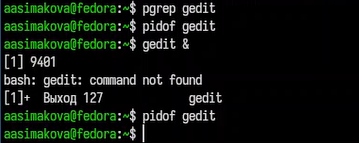 aasimakova@fedora:~$ pgrep gedit
aasimakova@fedora:~$ pidof gedit
aasimakova@fedora:~$ gedit &
[1] 9401
bash: gedit: command not found
[1]+  Выход 127            gedit
aasimakova@fedora:~$ pidof gedit
aasimakova@fedora:~$